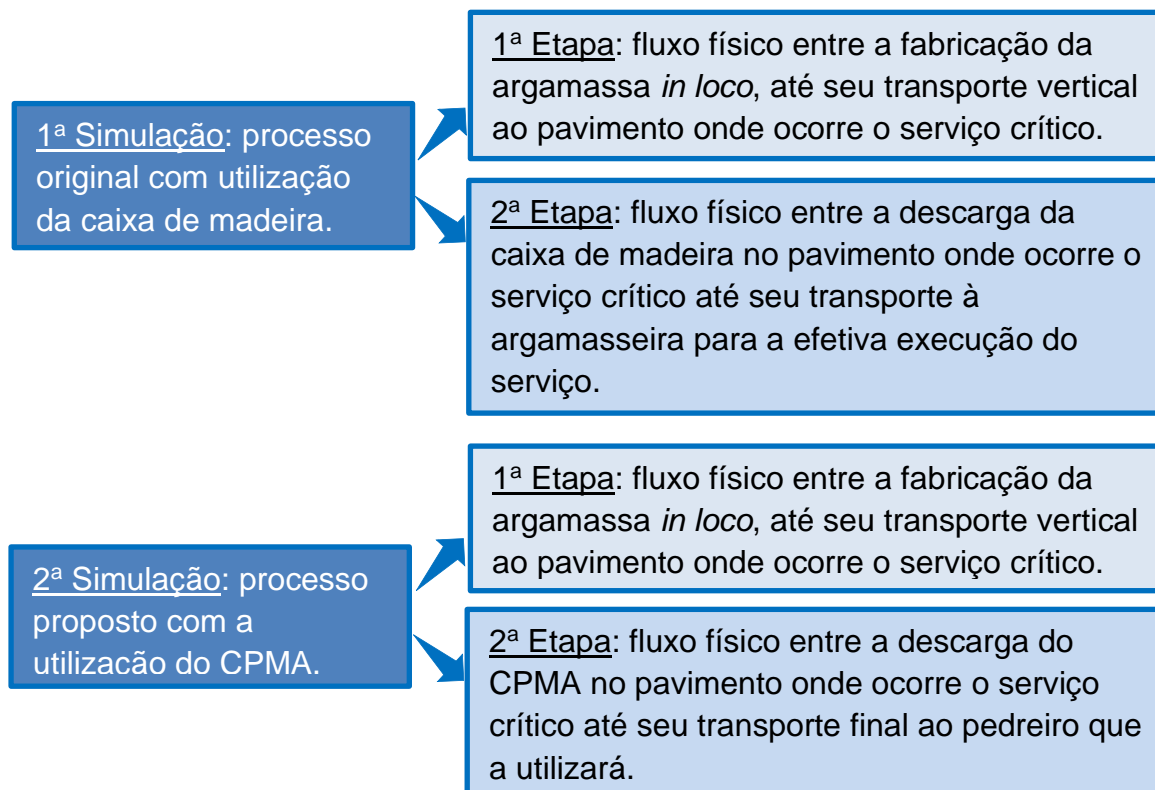 1ª Simulação: processo
original com utilização
da caixa de madeira.
1ª Etapa: fluxo físico entre a fabricação da
argamassa in loco, até seu transporte vertical
ao pavimento onde ocorre o serviço crítico.
2ª Etapa: fluxo físico entre a descarga da
caixa de madeira no pavimento onde ocorre o
serviço crítico até seu transporte à
argamasseira para a efetiva execução do
serviço.
2ª Simulação: processo
proposto com a
utilização do CPMA.
1ª Etapa: fluxo físico entre a fabricação da
argamassa in loco, até seu transporte vertical
ao pavimento onde ocorre o serviço crítico.
2ª Etapa: fluxo físico entre a descarga do
CPMA no pavimento onde ocorre o serviço
crítico até seu transporte final ao pedreiro que
a utilizará.